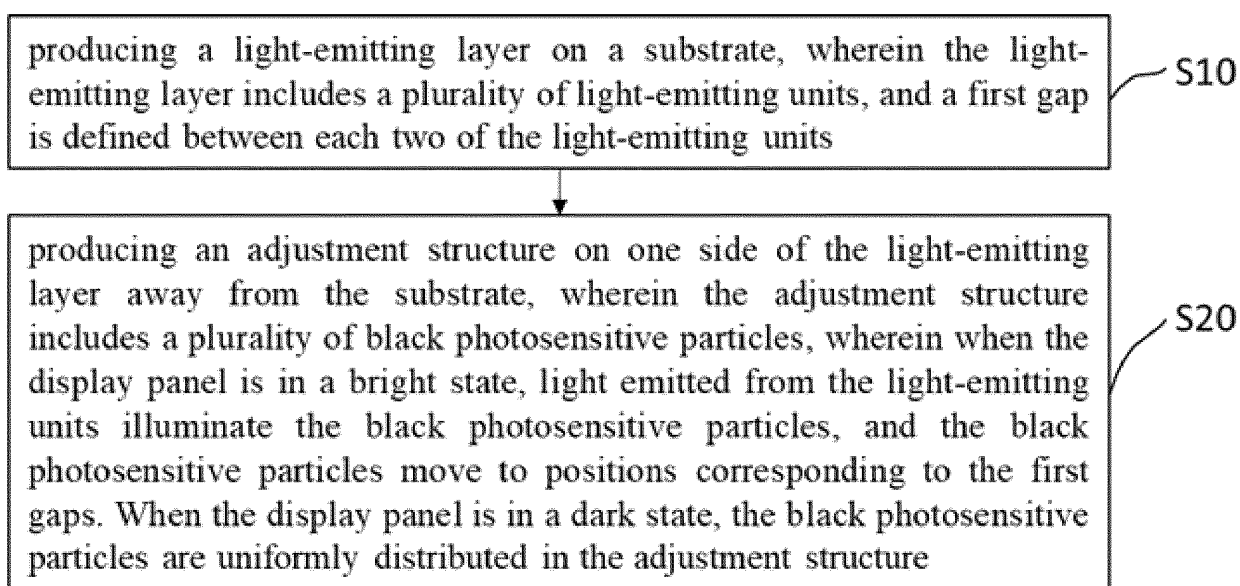 producing a light-emitting layer on a substrate, wherein the light-
emitting layer includes a plurality of light-emitting units, and a first gap
is defined between each two of the light-emitting units
S10
producing an adjustment structure on one side of the light-emitting
layer away from the substrate, wherein the adjustment structure
includes a plurality of black photosensitive particles, wherein when the
display panel is in a bright state, light emitted from the light-emitting
units illuminate the black photosensitive particles, and the black
photosensitive particles move to positions corresponding to the first
gaps. When the display panel is in a dark state, the black photosensitive
particles are uniformly distributed in the adjustment structure
S20